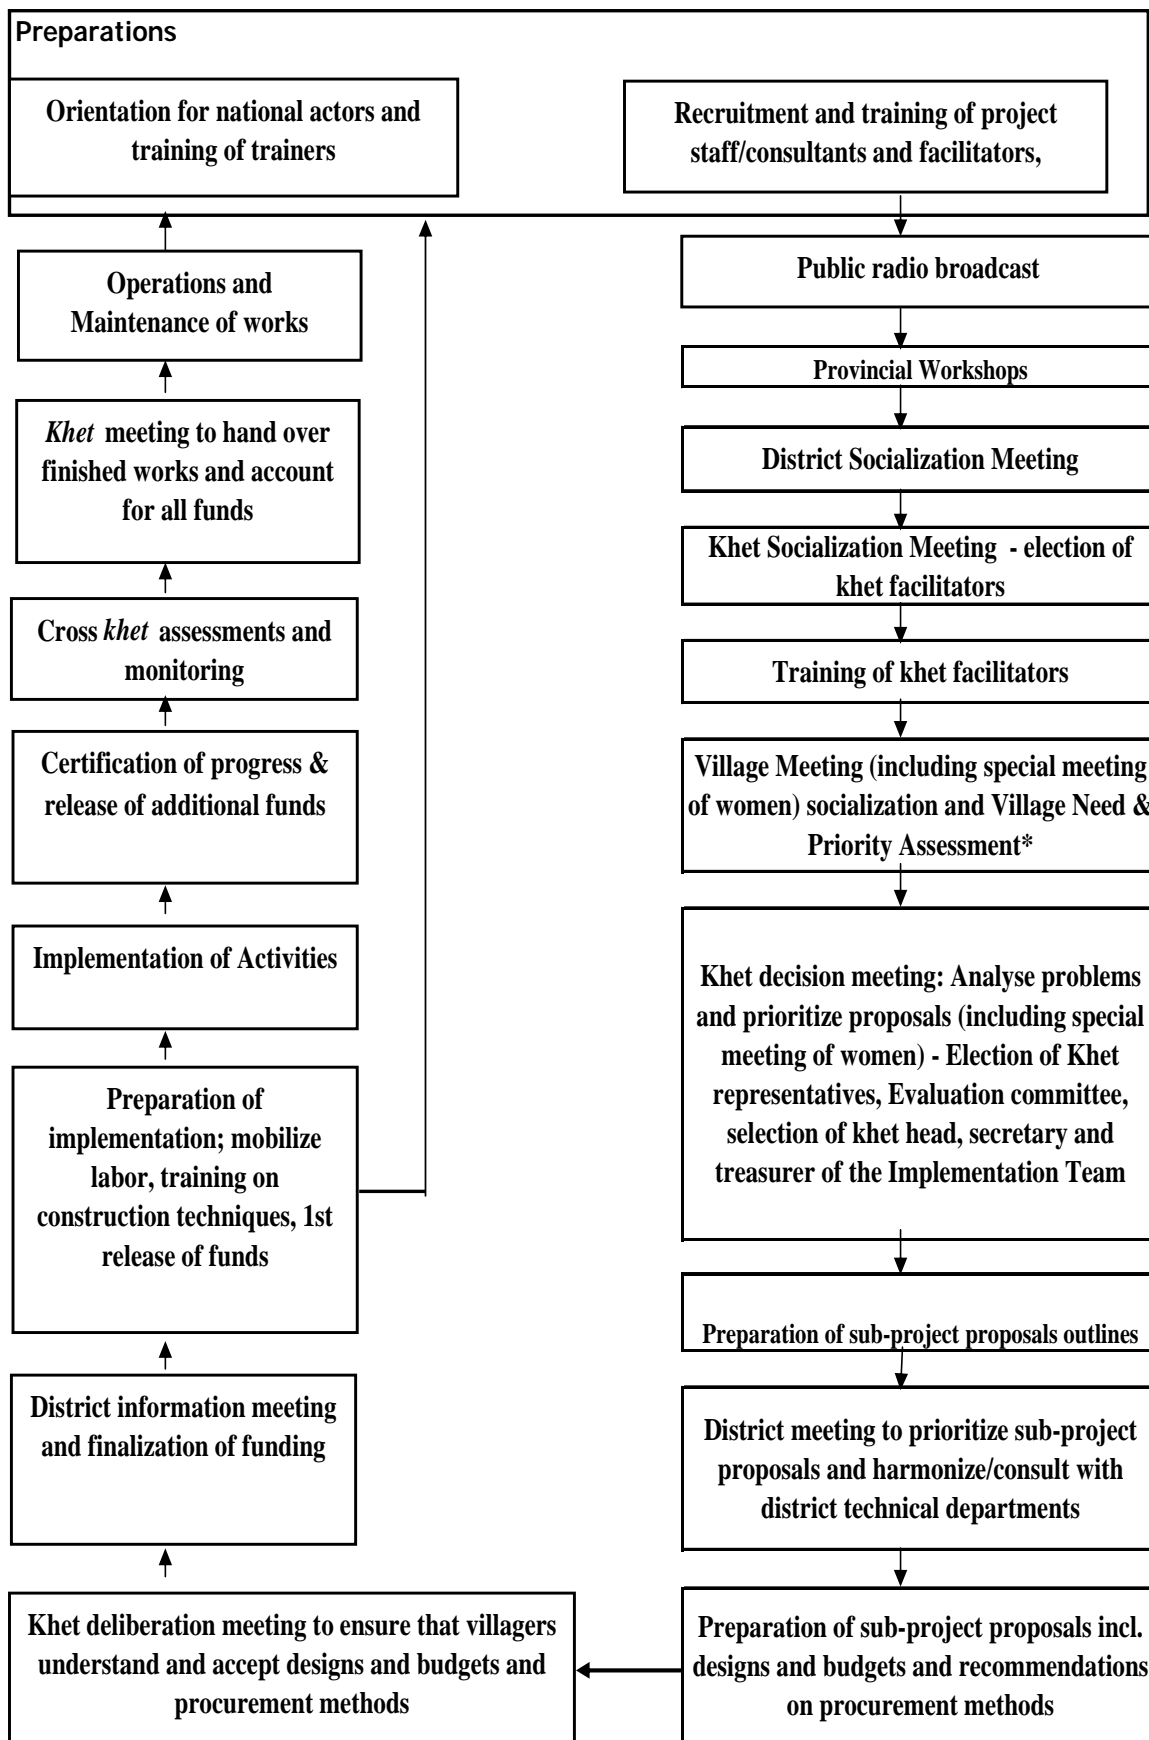 Preparations
Orientation for national actors and
training of trainers
Recruitment and training of project
staff/consultants and facilitators,
Public radio broadcast
Provincial Workshops
District Socialization Meeting
Khet Socialization Meeting - election of
khet facilitators
Training of khet facilitators
Village Meeting (including special meeting
of women) socialization and Village Need &
Priority Assessment*
Khet decision meeting: Analyse problems
and prioritize proposals (including special
meeting of women) - Election of Khet
representatives, Evaluation committee,
selection of khet head, secretary and
treasurer of the Implementation Team
Preparation of sub-project proposals outlines
District meeting to prioritize sub-project
proposals and harmonize/consult with
district technical departments
Preparation of sub-project proposals incl.
designs and budgets and recommendations
on procurement methods
Khet deliberation meeting to ensure that villagers
understand and accept designs and budgets and
procurement methods
District information meeting
and finalization of funding
Preparation of
implementation; mobilize
labor, training on
construction techniques, 1st
release of funds
Implementation of Activities
Certification of progress &
release of additional funds
Cross khet assessments and
monitoring
Khet meeting to hand over
finished works and account
for all funds
Operations and
Maintenance of works